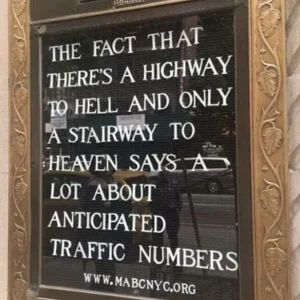 THE FACT THAT
THERE'S A HIGHWAY
TO HELL AND ONLY
A STAIRWAY TO
HEAVEN SAYS A
LOT ABOUT
ANTICIPATED
TRAFFIC NUMBERS
WWW.MABCNYC.ORG